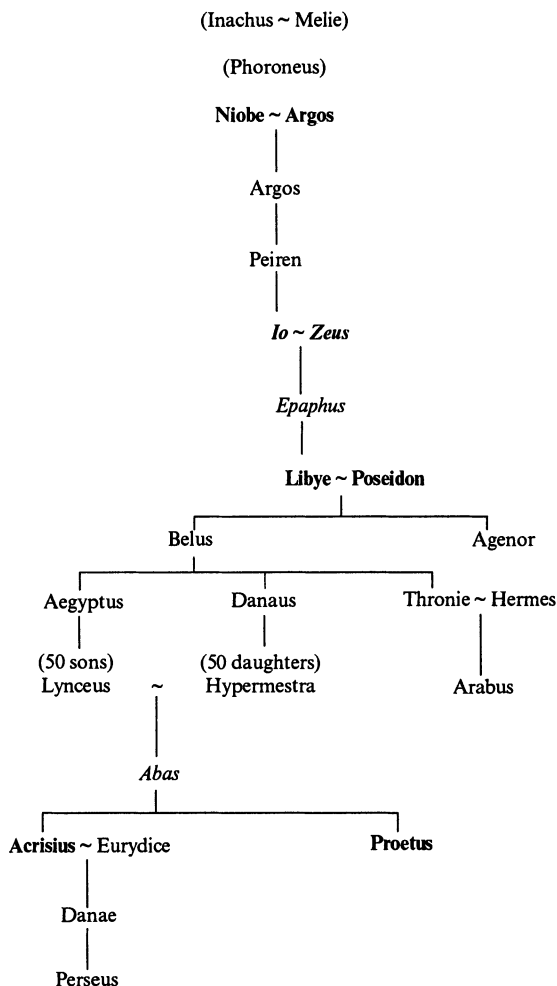 (Inachus ~ Melie)
(Phoroneus)
Niobe ~ Argos
Argos
Peiren
Io ~ Zeus
Epaphus
Libye ~ Poseidon
Belus Agenor
Aegyptus Danaus Thronie ~ Hermes
(50 sons) (50 daughters)
Lynceus ~ Hypermestra Arabus
Abas
Acrisius ~ Eurydice Proetus
Danae
Perseus